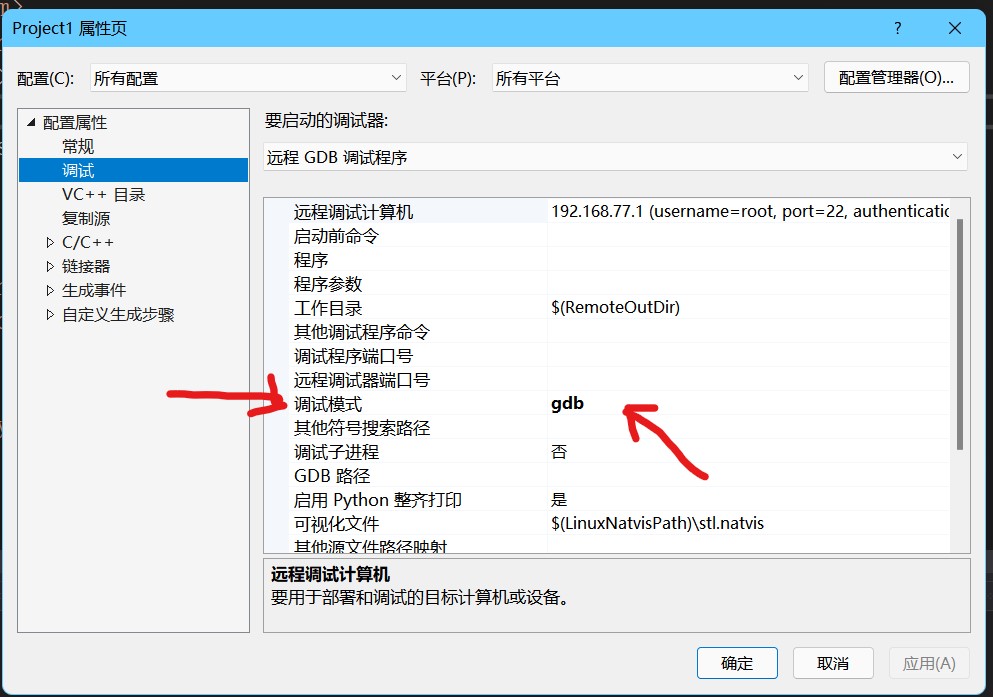 Project1 属性页
?
配置(C): 所有配置 平台(P): 所有平台 配置管理器(O)...
配置属性
常规
调试
VC++ 目录
复制源
C/C++
链接器
生成事件
自定义生成步骤
要启动的调试器:
远程 GDB 调试程序
远程调试计算机 192.168.77.1 (username=root, port=22, authenticatic
启动前命令
程序
程序参数
工作目录 $(RemoteOutDir)
其他调试程序命令
调试程序端口号
远程调试器端口号
调试模式 gdb
其他符号搜索路径
调试子进程 否
GDB 路径
启用 Python 整齐打印 是
可视化文件 $(LinuxNatvisPath)\stl.natvis
其他源文件路径映射
远程调试计算机
要用于部署和调试的目标计算机或设备。
确定 取消 应用(A)